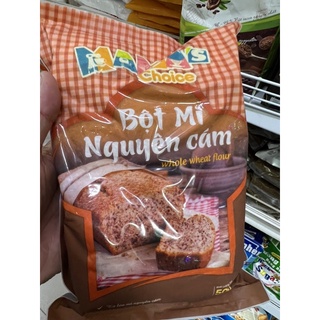 Choice
Bột Mì
Nguyên cám
whole wheat flour